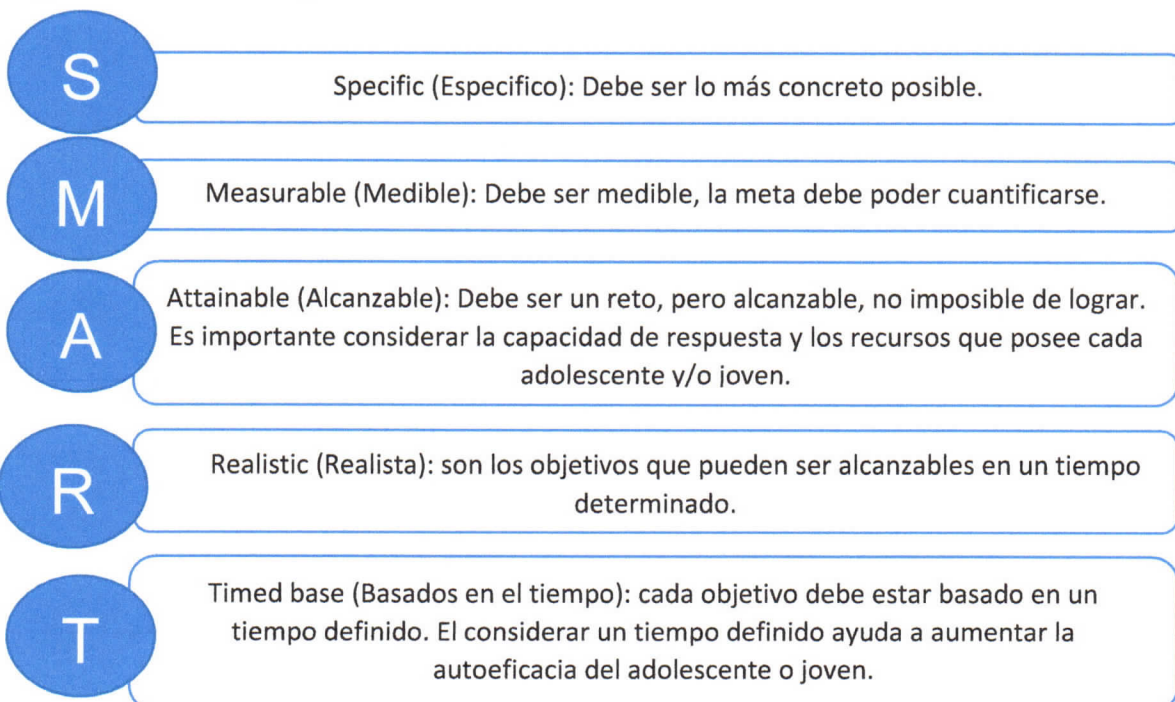 S
Specific (Especifico): Debe ser lo más concreto posible.
M
Measurable (Medible): Debe ser medible, la meta debe poder cuantificarse.
A
Attainable (Alcanzable): Debe ser un reto, pero alcanzable, no imposible de lograr.
Es importante considerar la capacidad de respuesta y los recursos que posee cada
adolescente y/o joven.
R
Realistic (Realista): son los objetivos que pueden ser alcanzables en un tiempo
determinado.
T
Timed base (Basados en el tiempo): cada objetivo debe estar basado en un
tiempo definido. El considerar un tiempo definido ayuda a aumentar la
autoeficacia del adolescente o joven.